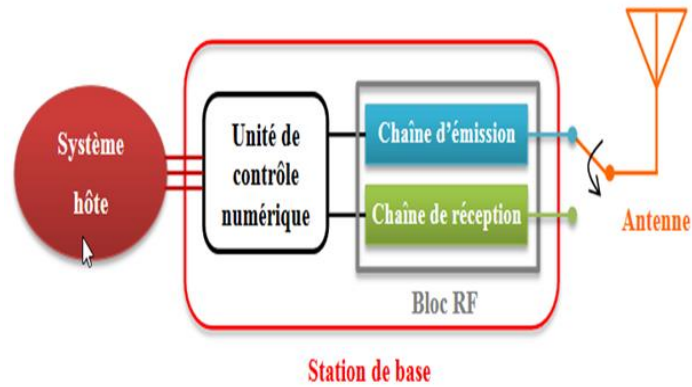 Système
hôte
Unité de
contrôle
numérique
Chaîne d'émission
Chaîne de réception
Bloc RF
Antenne
Station de base